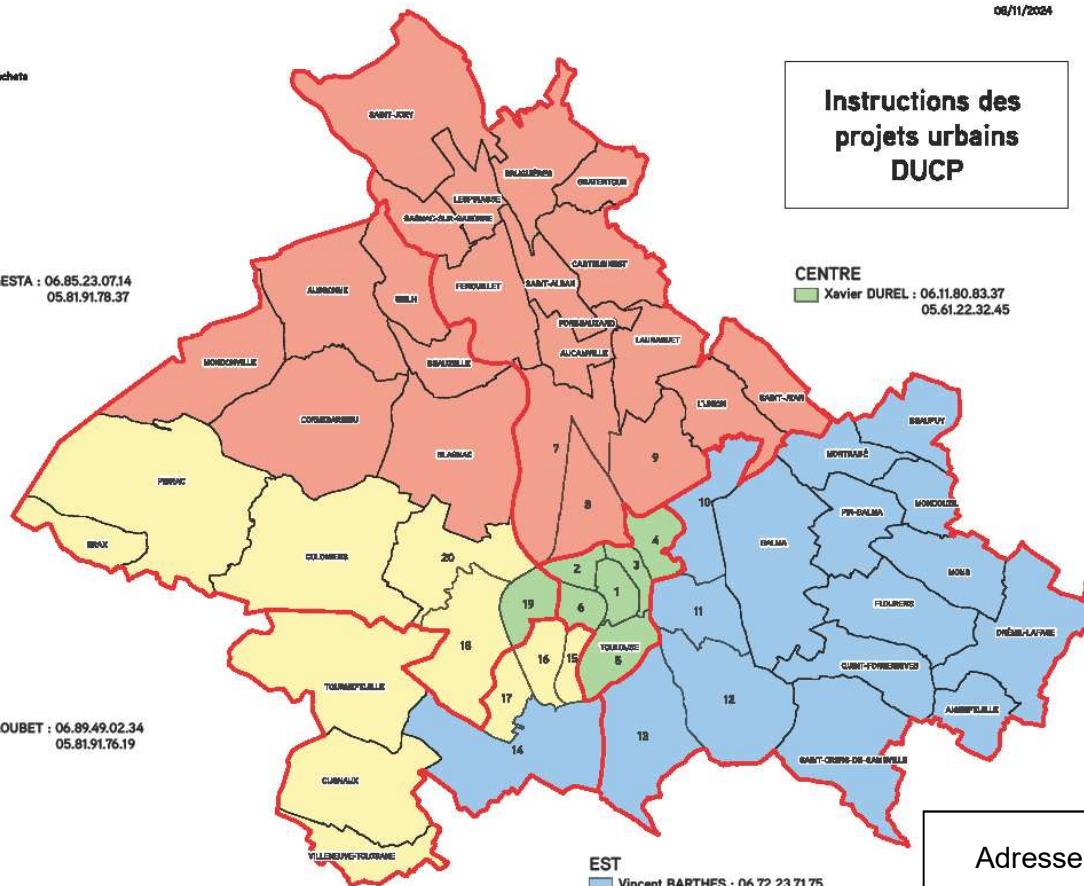 08/11/2024
chets
Instructions des
projets urbains
DUCP
ESTA : 06.85.23.07.14
05.81.91.78.37
CENTRE
Xavier DUREL : 06.11.80.83.37
05.61.22.32.45
SAINT-JORY
BRUGUIÈRES
GRATENTOUR
LESPINASSE
GAGNAC-SUR-GARONNE
CASTELGINEST
AUSSONNE
SEILH
FENOUILLET
SAINT-ALBAN
FONBEAUZARD
LAUNAGUET
AUCAMVILLE
MONDONVILLE
BEAUZELLE
L'UNION
SAINT-JEAN
CORNEBARRIEU
BLAGNAC
BEAUPUY
MONTRABÉ
7
9
8
10
PIBRAC
MONDOUZIL
PIN-BALMA
BALMA
BRAX
COLOMIERS
20
4
2
3
1
19
6
11
MONS
FLOURENS
DRÉMIL-LAFAGE
18
16
15
TOULOUSE
5
QUINT-FONSEGRIVES
TOURNEFEUILLE
17
12
AIGREFEUILLE
OUBET : 06.89.49.02.34
05.81.91.76.19
14
13
SAINT-ORENS-DE-GAMEVILLE
CUGNAUX
VILLENEUVE-TOLOSANE
EST
Vincent BARTHES : 06.72.23.71.75
Adresse